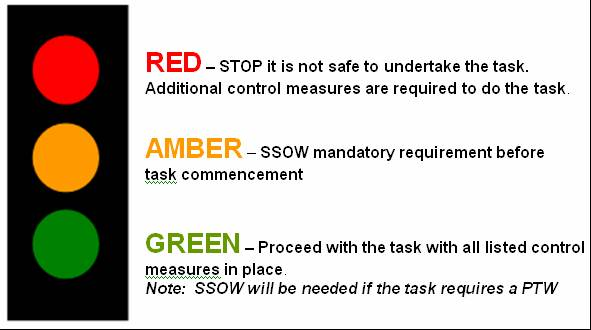 RED – STOP it is not safe to undertake the task.
Additional control measures are required to do the task.
AMBER – SSOW mandatory requirement before
task commencement
GREEN – Proceed with the task with all listed control
measures in place.
Note:  SSOW will be needed if the task requires a PTW